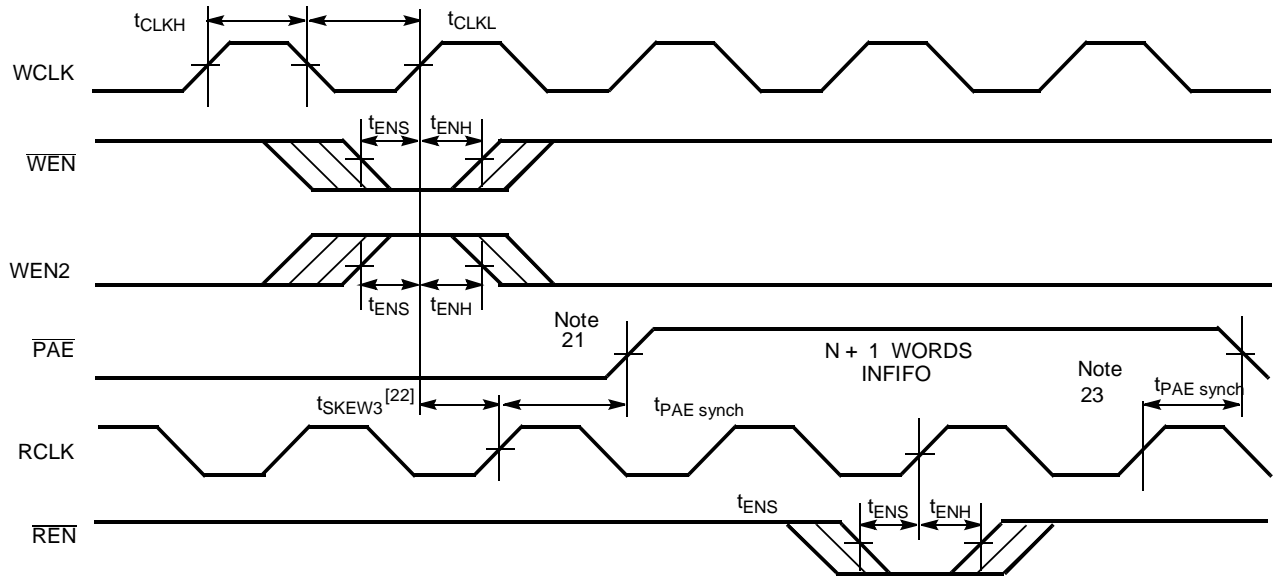 tCLKH
tCLKL
WCLK
tENS
tENH
WEN
WEN2
tENS
tENH
Note
21
PAE
N + 1 WORDS
INFIFO
Note
23
tSKEW3 [22]
tPAE synch
tPAE synch
RCLK
tENS
tENS
tENH
REN